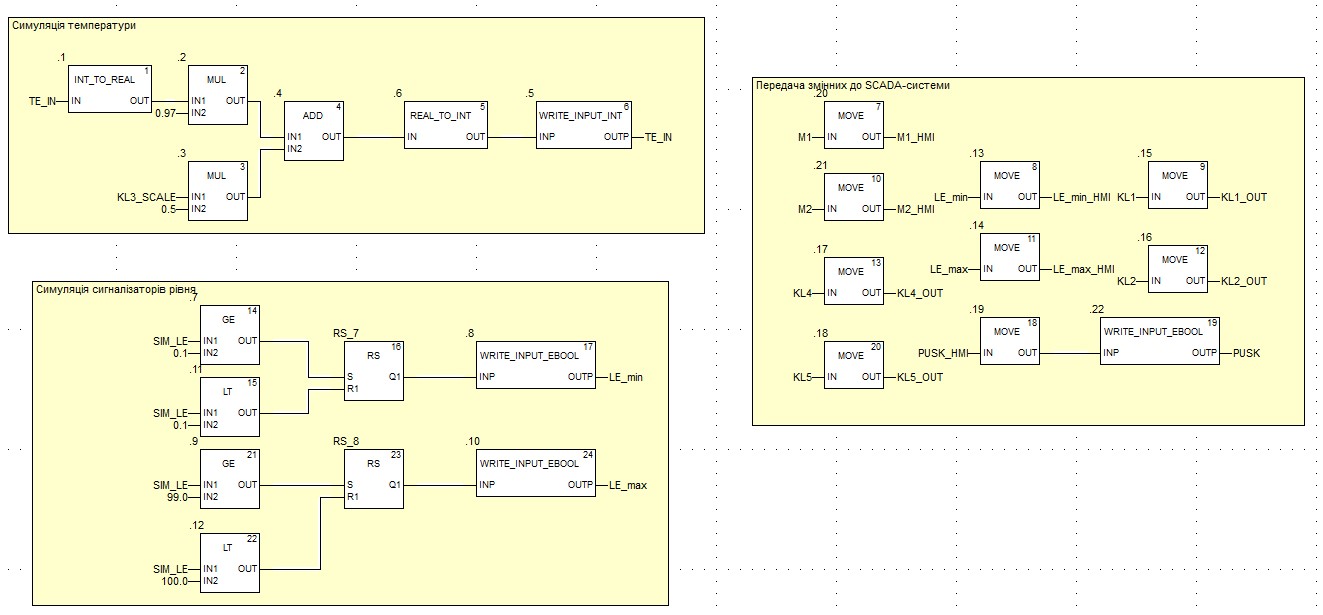 Симуляція температури
.1
INT_TO_REAL 1
TE_IN IN OUT
.2
MUL 2
IN1 OUT
0.97 IN2
.3
MUL 3
KL3_SCALE IN1 OUT
0.5 IN2
.4
ADD 4
IN1 OUT
IN2
.6
REAL_TO_INT 5
IN OUT
.5
WRITE_INPUT_INT 6
INP OUTP TE_IN
Симуляція сигналізаторів рівня
.7
GE 14
SIM_LE IN1 OUT
0.1 IN2
.11
LT 15
SIM_LE IN1 OUT
0.1 IN2
RS_7
RS 16
S Q1
R1
.8
WRITE_INPUT_EBOOL 17
INP OUTP LE_min
.9
GE 21
SIM_LE IN1 OUT
99.0 IN2
.12
LT 22
SIM_LE IN1 OUT
100.0 IN2
RS_8
RS 23
S Q1
R1
.10
WRITE_INPUT_EBOOL 24
INP OUTP LE_max
Передача змінних до SCADA-системи
.20
MOVE 7
M1 IN OUT M1_HMI
.21
MOVE 10
M2 IN OUT M2_HMI
.17
MOVE 13
KL4 IN OUT KL4_OUT
.18
MOVE 20
KL5 IN OUT KL5_OUT
.13
MOVE 8
LE_min IN OUT LE_min_HMI
.14
MOVE 11
LE_max IN OUT LE_max_HMI
.19
MOVE 18
PUSK_HMI IN OUT
.15
MOVE 9
KL1 IN OUT KL1_OUT
.16
MOVE 12
KL2 IN OUT KL2_OUT
.22
WRITE_INPUT_EBOOL 19
INP OUTP PUSK